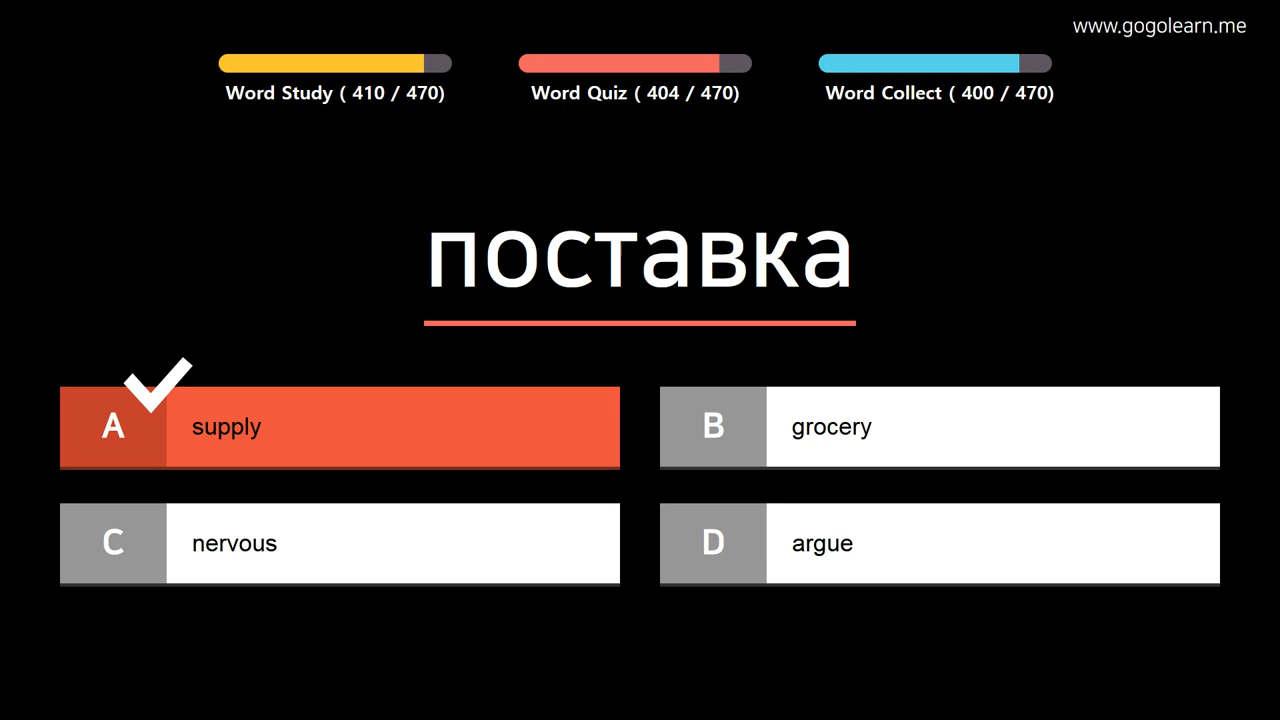 www.gogolearn.me
Word Study ( 410 / 470)
Word Quiz ( 404 / 470)
Word Collect ( 400 / 470)
поставка
A supply
B grocery
C nervous
D argue